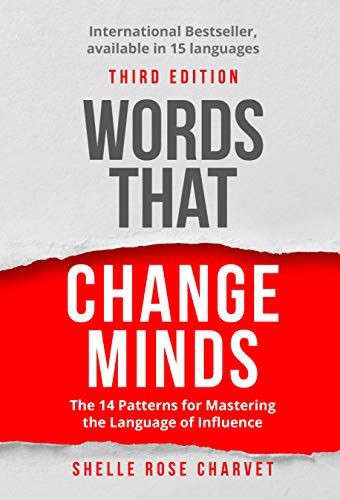 International Bestseller,
available in 15 languages
THIRD EDITION
WORDS
THAT
CHANGE
MINDS
The 14 Patterns for Mastering
the Language of Influence
SHELLE ROSE CHARVET